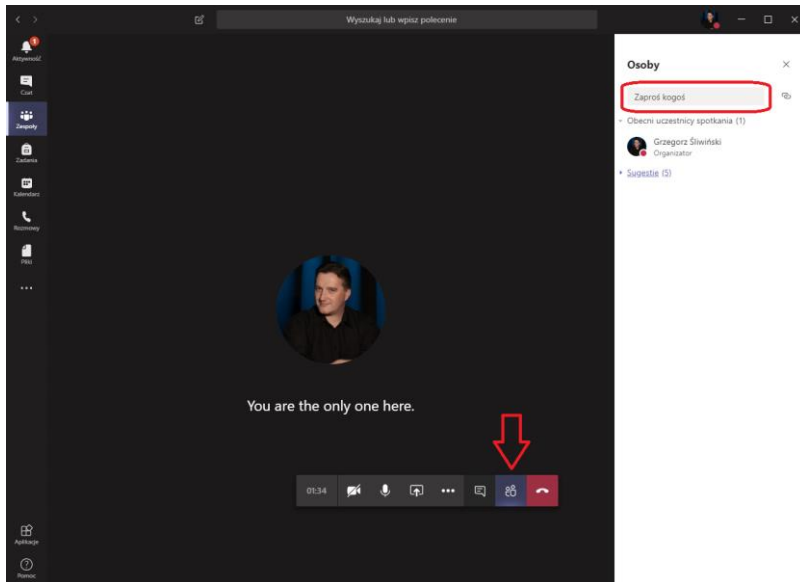 Wyszukaj lub wpisz polecenie
1
Aktywność
Czat
Zespoły
Zadania
Kalendarz
Rozmowy
Pliki
Aplikacje
Pomoc
You are the only one here.
01:34
Osoby
Zaproś kogoś
Obecni uczestnicy spotkania (1)
Grzegorz Śliwiński
Organizator
Sugestie (5)